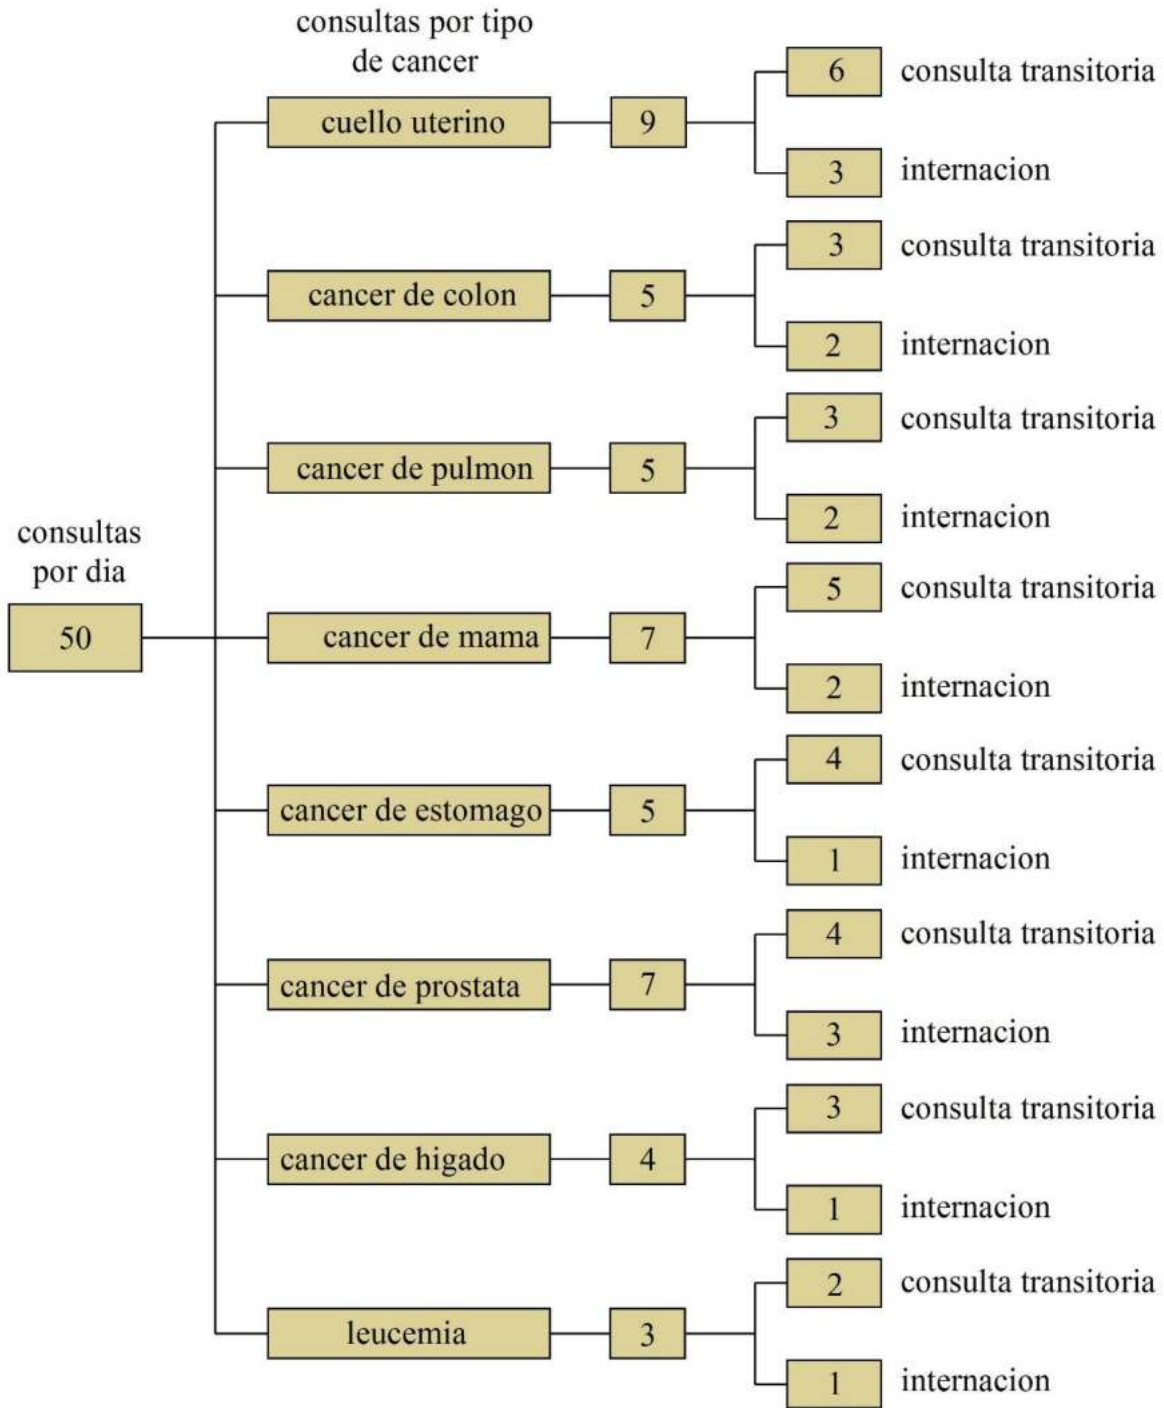 consultas por tipo
de cancer
cuello uterino
9
6
consulta transitoria
3
internacion
cancer de colon
5
3
consulta transitoria
2
internacion
cancer de pulmon
5
3
consulta transitoria
2
internacion
consultas
por dia
50
cancer de mama
7
5
consulta transitoria
2
internacion
cancer de estomago
5
4
consulta transitoria
1
internacion
cancer de prostata
7
4
consulta transitoria
3
internacion
cancer de higado
4
3
consulta transitoria
1
internacion
leucemia
3
2
consulta transitoria
1
internacion